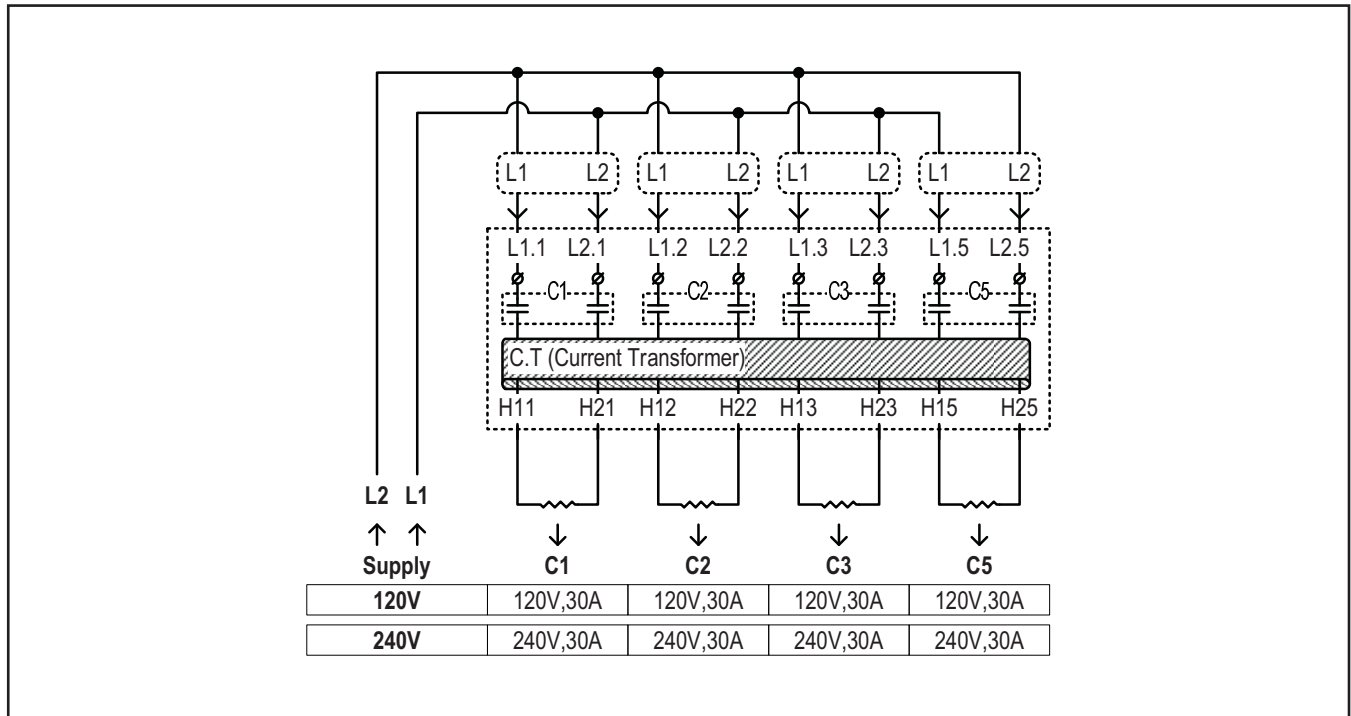 L1 L2 L1 L2 L1 L2 L1 L2
L1.1 L2.1 L1.2 L2.2 L1.3 L2.3 L1.5 L2.5
C1 C2 C3 C5
C.T (Current Transformer)
H11 H21 H12 H22 H13 H23 H15 H25
L2 L1
Supply C1 C2 C3 C5
120V 120V,30A 120V,30A 120V,30A 120V,30A
240V 240V,30A 240V,30A 240V,30A 240V,30A